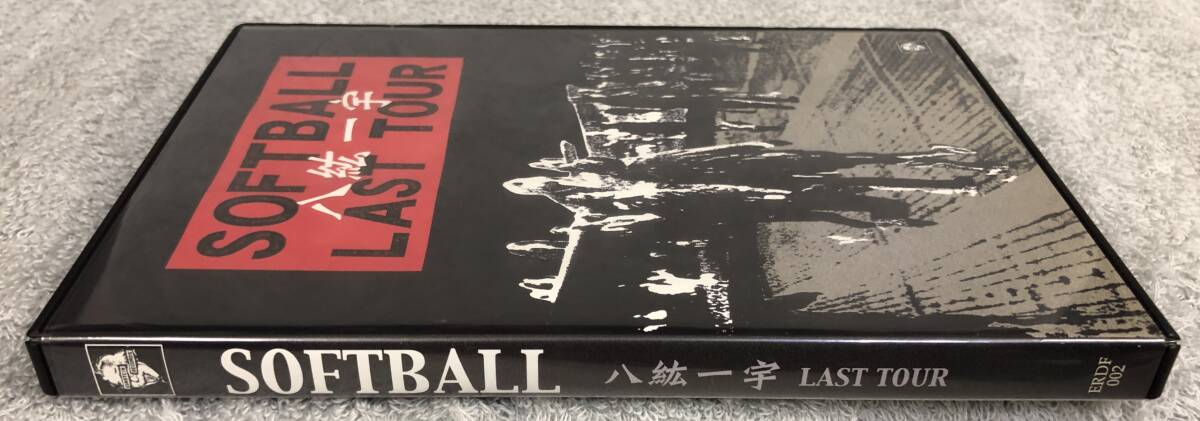 SOFTBALL
八紘一宇
LAST TOUR
SOFTBALL 八紘一宇 LAST TOUR
ERDF
002